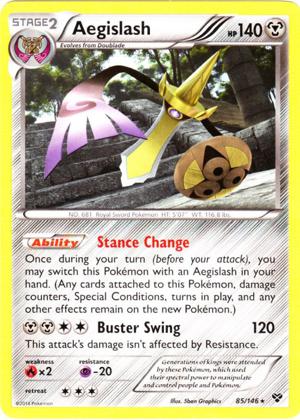 STAGE2
Aegislash
HP140
Evolves from Doublade
NO. 681 Royal Sword Pokémon HT: 5'07" WT: 116.8 lbs.
Ability Stance Change
Once during your turn (before your attack), you
may switch this Pokémon with an Aegislash in your
hand. (Any cards attached to this Pokémon, damage
counters, Special Conditions, turns in play, and any
other effects remain on the new Pokémon.)
Buster Swing 120
This attack's damage isn't affected by Resistance.
weakness resistance
×2 -20
retreat
Generations of kings were attended
by these Pokémon, which used
their spectral power to manipulate
and control people and Pokémon.
©2014 Pokémon
Illus. 5ban Graphics
85/146 ★
XY